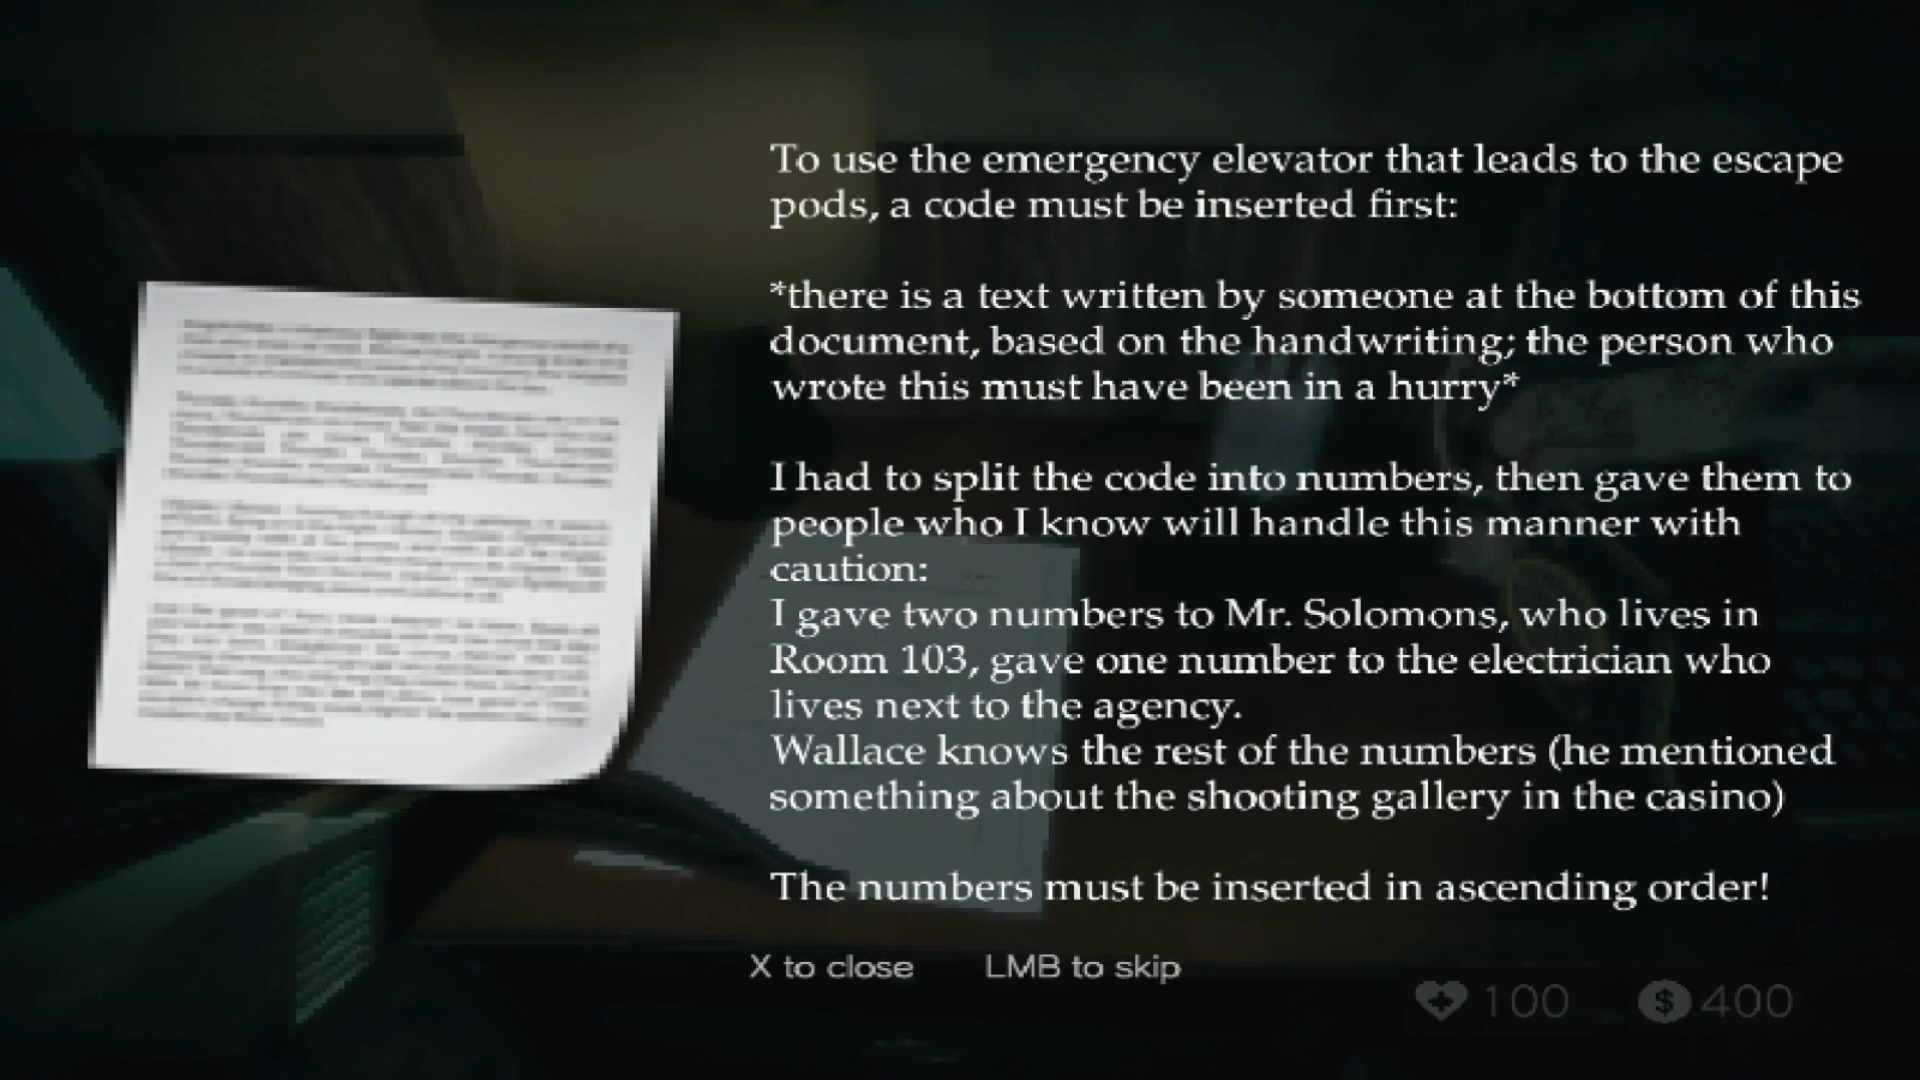 To use the emergency elevator that leads to the escape
pods, a code must be inserted first:
*there is a text written by someone at the bottom of this
document, based on the handwriting; the person who
wrote this must have been in a hurry*
I had to split the code into numbers, then gave them to
people who I know will handle this manner with
caution:
I gave two numbers to Mr. Solomons, who lives in
Room 103, gave one number to the electrician who
lives next to the agency.
Wallace knows the rest of the numbers (he mentioned
something about the shooting gallery in the casino)
The numbers must be inserted in ascending order!
X to close LMB to skip
100 $ 400